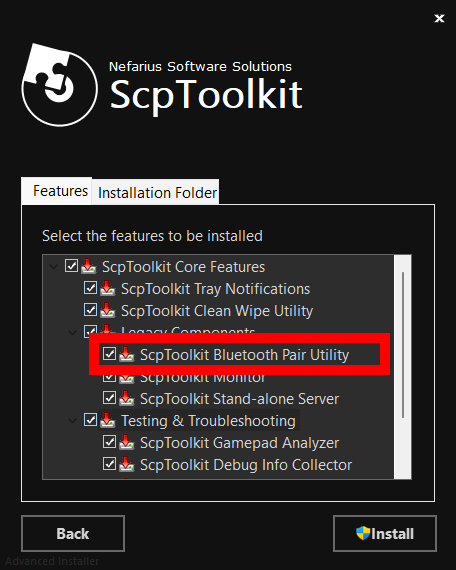 Nefarius Software Solutions
ScpToolkit
Features
Installation Folder
Select the features to be installed
ScpToolkit Core Features
ScpToolkit Tray Notifications
ScpToolkit Clean Wipe Utility
Legacy Components
ScpToolkit Bluetooth Pair Utility
ScpToolkit Monitor
ScpToolkit Stand-alone Server
Testing & Troubleshooting
ScpToolkit Gamepad Analyzer
ScpToolkit Debug Info Collector
Back
Install
Advanced Installer